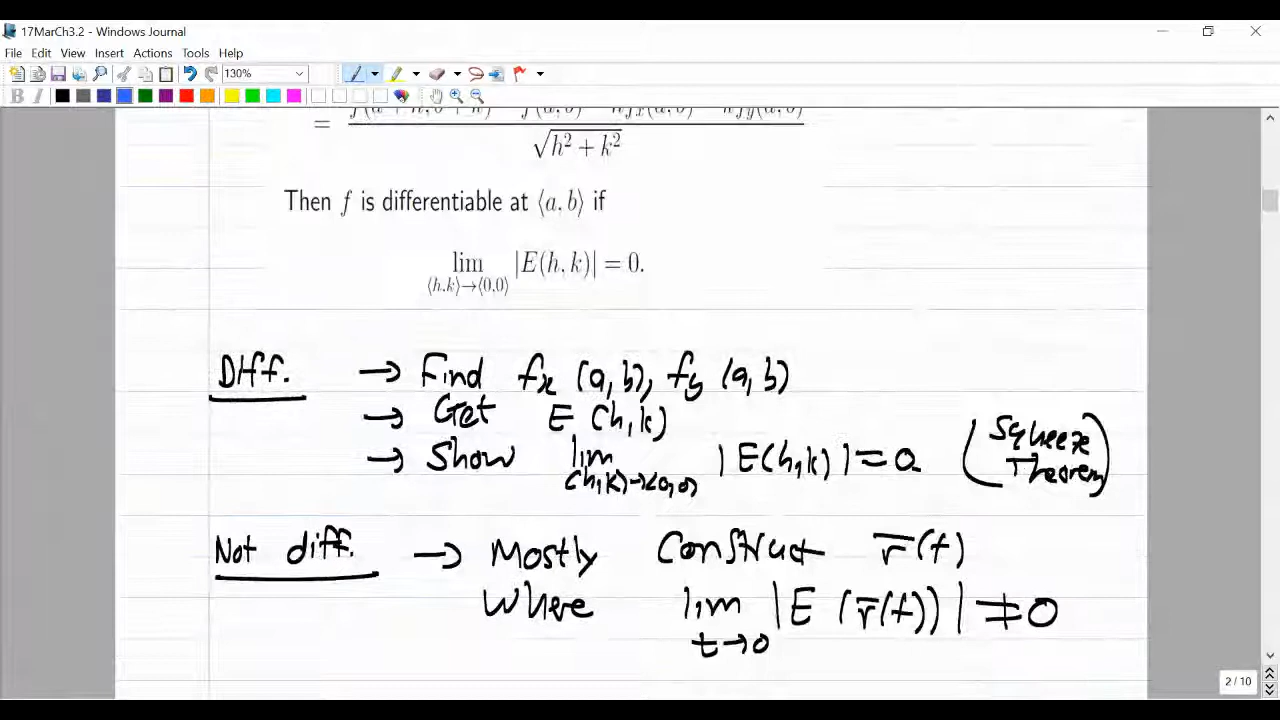 17MarCh3.2 - Windows Journal
File Edit View Insert Actions Tools Help
130%
B I
= f(a + h, b + k) − f(a, b) − hfx(a, b) − kfy(a, b)
√h² + k²
Then f is differentiable at ⟨a, b⟩ if
lim |E(h, k)| = 0.
⟨h,k⟩→⟨0,0⟩
Diff. → Find fx (a, b), fy (a, b)
→ Get E (h, k)
→ Show lim |E(h,k)| = 0 (Squeeze Theorem)
(h,k)→(0,0)
Not diff. → Mostly Construct r̄(t)
Where lim |E (r̄(t))| ≠ 0
t→0
2 / 10